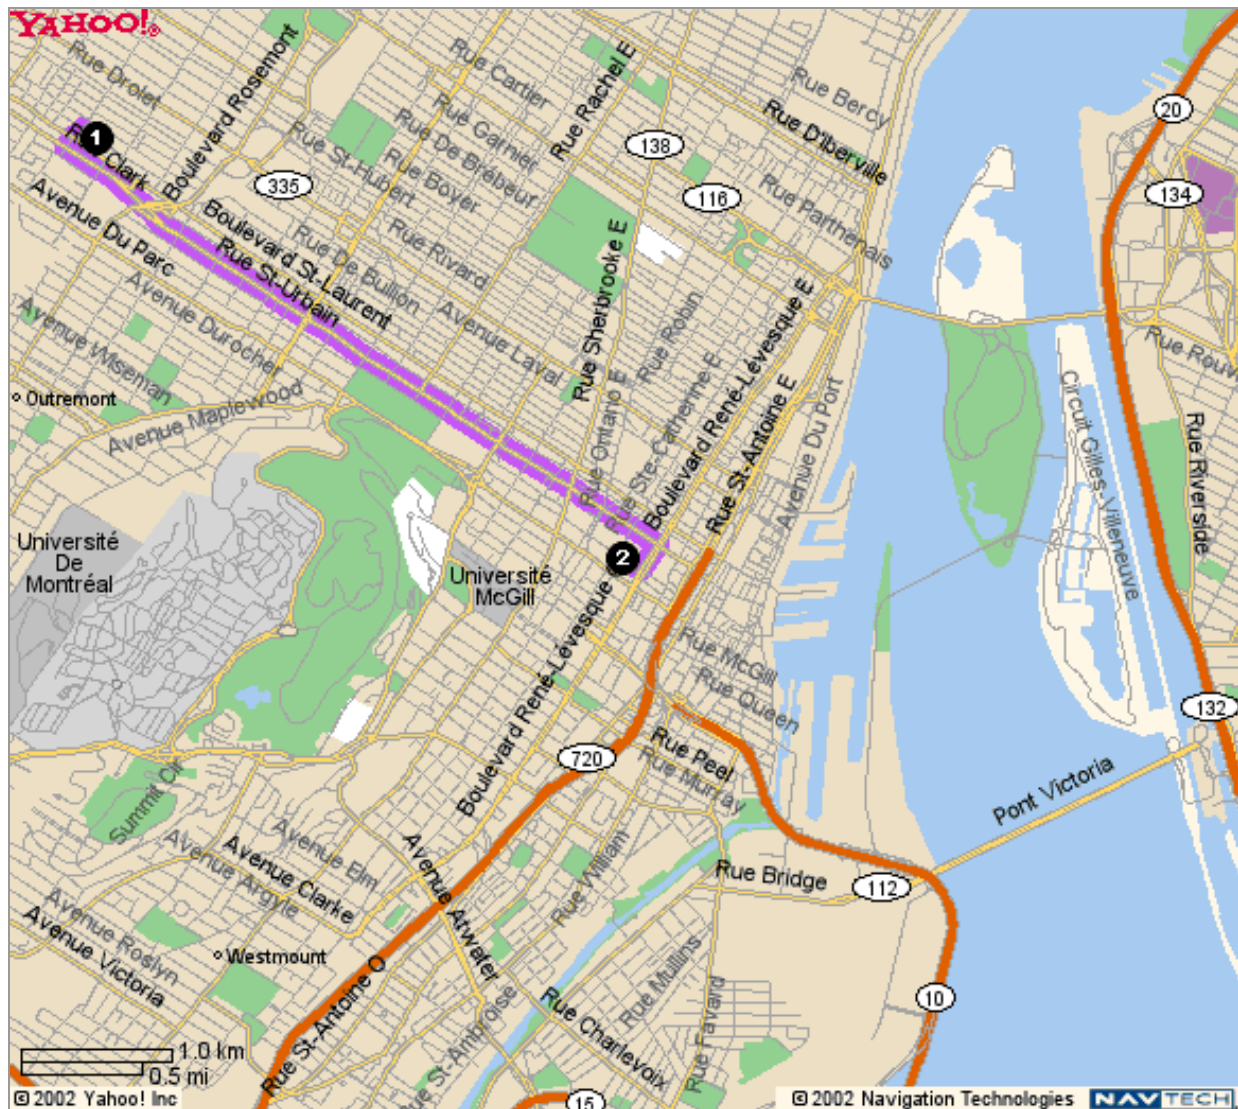 YAHOO!®
Rue Drolet
Boulevard Rosemont
Rue Cartier
Rue Rachel E
Rue Bercy
Rue D'Iberville
20
1
Rue Clark
335
Rue St-Hubert
Rue Garnier
Rue De Brébeuf
Rue Boyer
138
116
Rue Parthenais
134
Avenue Du Parc
Boulevard St-Laurent
Rue St-Urbain
Rue De Bullion
Rue Rivard
Rue Sherbrooke E
Avenue Laval
Rue Robin
Avenue Durocher
Avenue Wiseman
Outremont
Avenue Maplewood
Rue Ontario E
Rue Ste-Catherine E
Boulevard René-Lévesque E
Rue St-Antoine E
Avenue Du Port
Circuit Gilles-Villeneuve
Rue Riverside
Université
De
Montréal
Université
McGill
2
Boulevard René-Lévesque
Rue McGill
Rue Queen
132
720
Rue Peel
Rue Murray
Pont Victoria
Summit Cir
Avenue Elm
Avenue Argyle
Avenue Clarke
Avenue Atwater
Rue William
Rue Bridge
112
Avenue Roslyn
Avenue Victoria
Westmount
Rue St-Antoine O
St-Ambroise
Rue Mullins
Rue Charlevoix
Rue Favard
10
15
1.0 km
0.5 mi
© 2002 Yahoo! Inc
© 2002 Navigation Technologies
NAVTECH